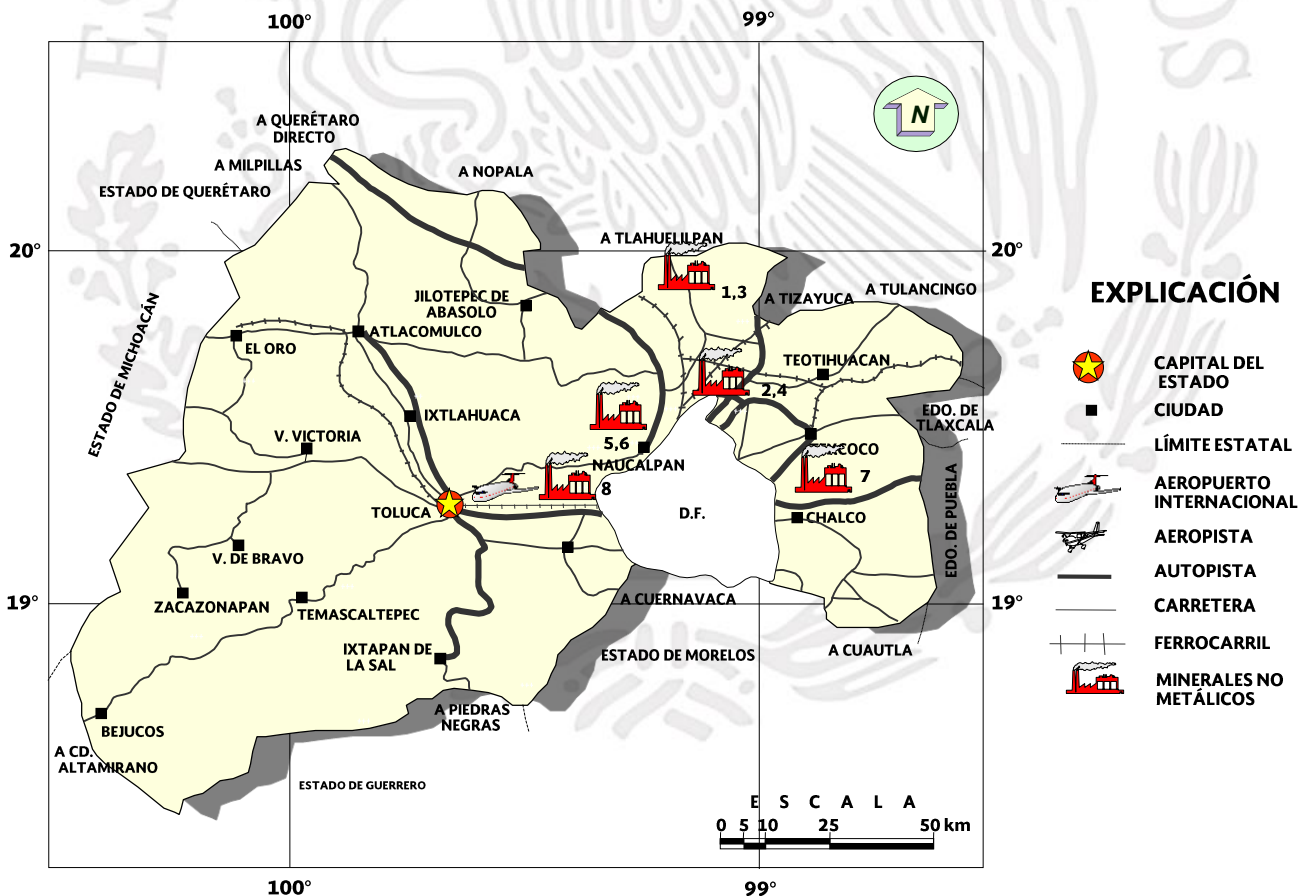 100°
99°
A QUERÉTARO
DIRECTO
A MILPILLAS
A NOPALA
ESTADO DE QUERÉTARO
N
20°
A TLAHUELILPAN
20°
1,3
A TIZAYUCA
A TULANCINGO
JILOTEPEC DE
ABASOLO
ATLACOMULCO
EL ORO
ESTADO DE MICHOACÁN
TEOTIHUACAN
2,4
IXTLAHUACA
EDO. DE
TLAXCALA
V. VICTORIA
5,6
NAUCALPAN
COCO
7
8
TOLUCA
D.F.
CHALCO
EDO. DE PUEBLA
V. DE BRAVO
ZACAZONAPAN
TEMASCALTEPEC
19°
A CUERNAVACA
19°
IXTAPAN DE
LA SAL
ESTADO DE MORELOS
A CUAUTLA
A PIEDRAS
NEGRAS
BEJUCOS
A CD.
ALTAMIRANO
ESTADO DE GUERRERO
E S C A L A
0 5 10 25 50 km
100°
99°
EXPLICACIÓN
CAPITAL DEL
ESTADO
CIUDAD
LÍMITE ESTATAL
AEROPUERTO
INTERNACIONAL
AEROPISTA
AUTOPISTA
CARRETERA
FERROCARRIL
MINERALES NO
METÁLICOS